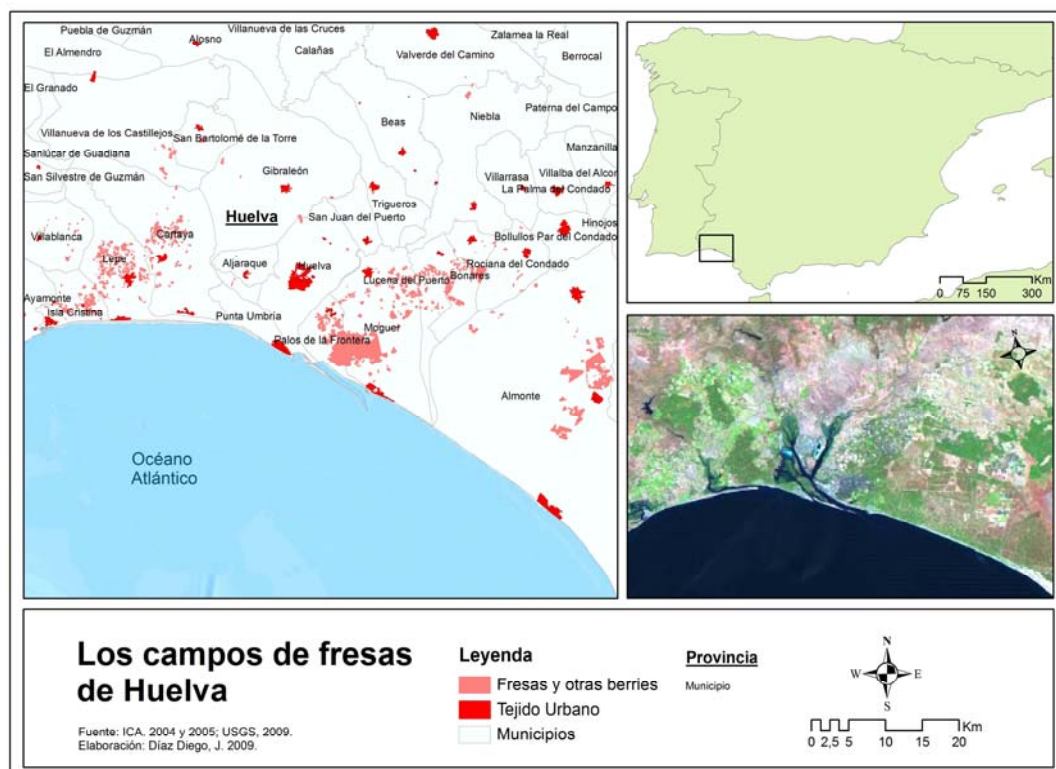 Puebla de Guzmán
Villanueva de las Cruces
Alosno
Zalamea la Real
El Almendro
Calañas
Valverde del Camino
Berrocal
El Granado
Paterna del Campo
Niebla
Beas
Villanueva de los Castillejos
San Bartolomé de la Torre
Manzanilla
Sanlúcar de Guadiana
Gibraleón
Villarrasa
Villalba del Alcor
San Silvestre de Guzmán
La Palma del Condado
Trigueros
Huelva
San Juan del Puerto
Hinojos
Villablanca
Cartaya
Bollullos Par del Condado
Lepe
Aljaraque
Huelva
Rociana del Condado
Lucena del Puerto
Bonares
Ayamonte
Isla Cristina
Punta Umbría
Moguer
Palos de la Frontera
Almonte
Océano
Atlántico
Km
0 75 150 300
N
Los campos de fresas
de Huelva
Fuente: ICA. 2004 y 2005; USGS, 2009.
Elaboración: Díaz Diego, J. 2009.
Leyenda
Fresas y otras berries
Tejido Urbano
Municipios
Provincia
Municipio
N
W E
S
Km
0 2,5 5 10 15 20